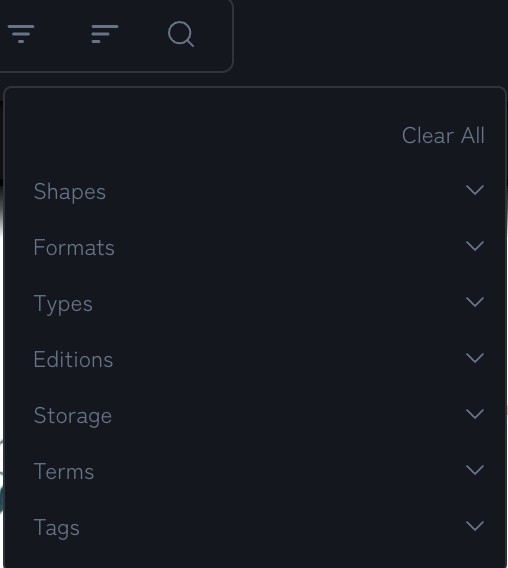 Clear All
Shapes
Formats
Types
Editions
Storage
Terms
Tags